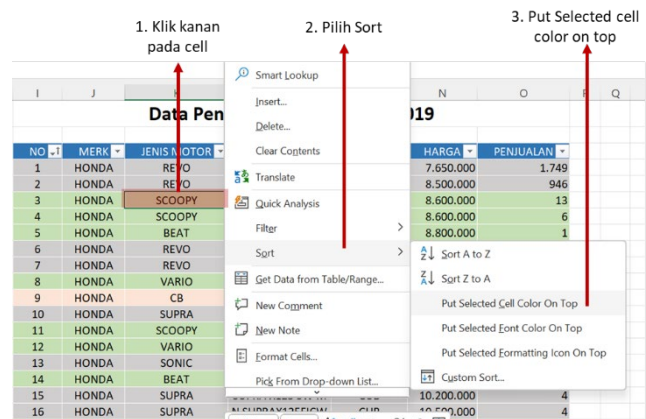 1. Klik kanan
pada cell
2. Pilih Sort
3. Put Selected cell
color on top
Smart Lookup
Insert...
Delete...
Clear Contents
Translate
Quick Analysis
Filter
Sort
Get Data from Table/Range...
New Comment
New Note
Format Cells...
Pick From Drop-down List...
Sort A to Z
Sort Z to A
Put Selected Cell Color On Top
Put Selected Font Color On Top
Put Selected Formatting Icon On Top
Custom Sort...
I J N O Q
Data Pen 019
NO MERK JENIS MOTOR HARGA PENJUALAN
1 HONDA REVO 7.650.000 1.749
2 HONDA REVO 8.500.000 946
3 HONDA SCOOPY 8.600.000 13
4 HONDA SCOOPY 8.600.000 6
5 HONDA BEAT 8.800.000 1
6 HONDA REVO
7 HONDA REVO
8 HONDA VARIO
9 HONDA CB
10 HONDA SUPRA
11 HONDA SCOOPY
12 HONDA VARIO
13 HONDA SONIC
14 HONDA BEAT
15 HONDA SUPRA 10.200.000 4
16 HONDA SUPRA CUB 10.500.000 4